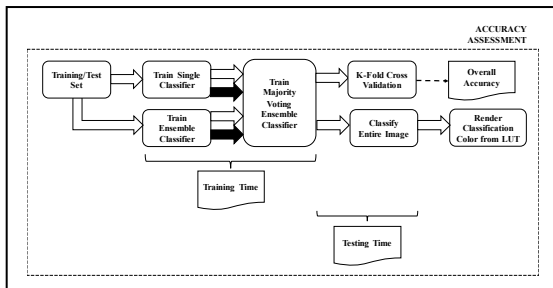 ACCURACY
ASSESSMENT
Training/Test
Set
Train Single
Classifier
Train
Ensemble
Classifier
Train
Majority
Voting
Ensemble
Classifier
K-Fold Cross
Validation
Overall
Accuracy
Classify
Entire Image
Render
Classification
Color from LUT
Training Time
Testing Time